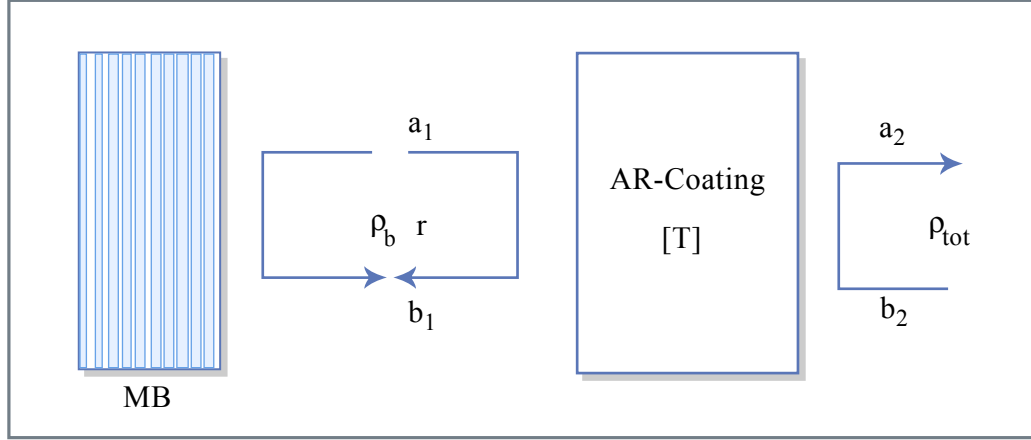 a₁
ρb r
b₁
MB
AR-Coating
[T]
a₂
ρtot
b₂